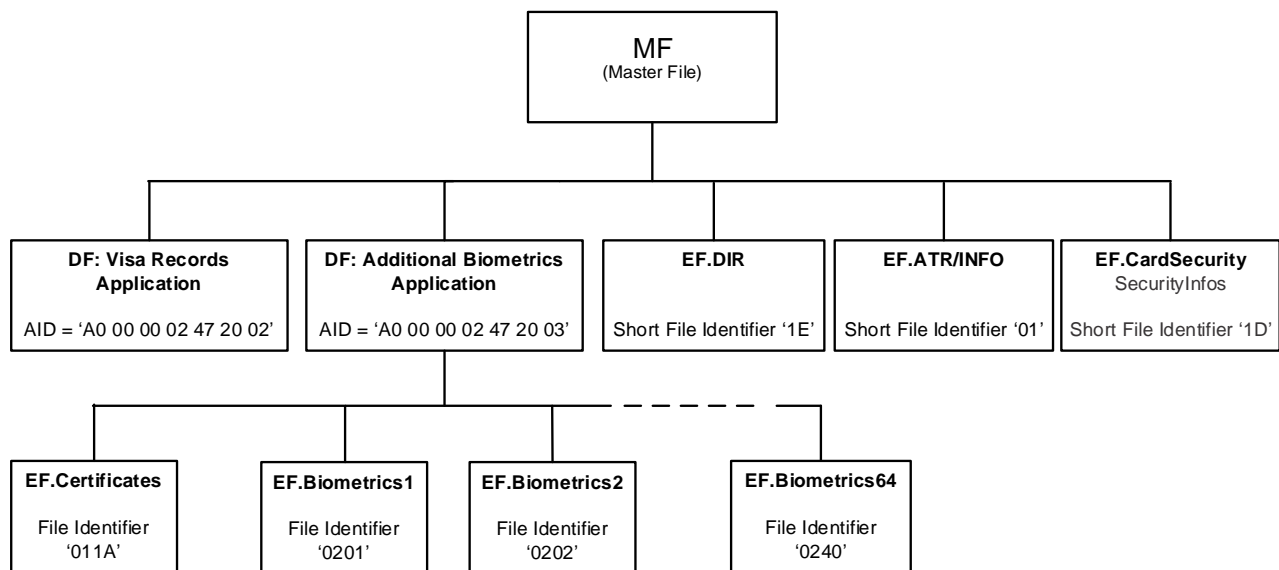 MF
(Master File)
DF: Visa Records
Application
AID = ‘A0 00 00 02 47 20 02’
DF: Additional Biometrics
Application
AID = ‘A0 00 00 02 47 20 03’
EF.DIR
Short File Identifier ‘1E’
EF.ATR/INFO
Short File Identifier ‘01’
EF.CardSecurity
SecurityInfos
Short File Identifier ‘1D’
EF.Certificates
File Identifier
‘011A’
EF.Biometrics1
File Identifier
‘0201’
EF.Biometrics2
File Identifier
‘0202’
EF.Biometrics64
File Identifier
‘0240’